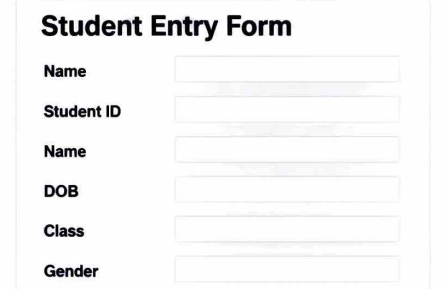 Student Entry Form
Name
Student ID
Name
DOB
Class
Gender